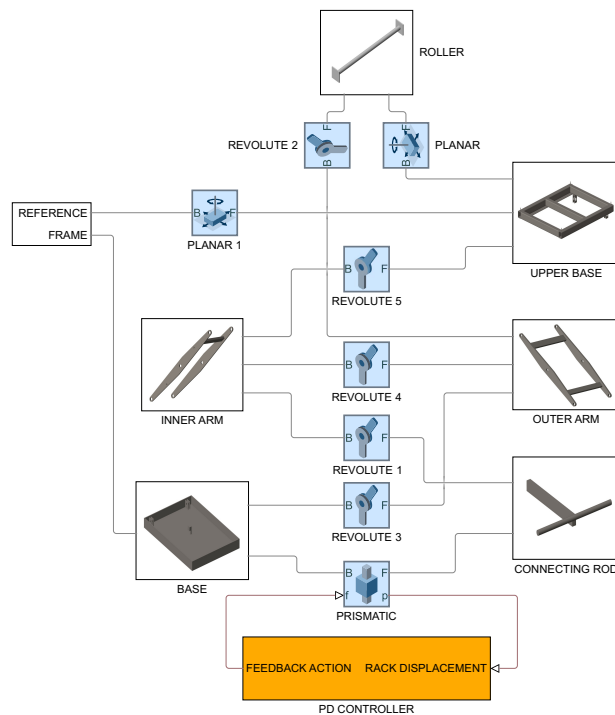 ROLLER
F
F
REVOLUTE 2
PLANAR
B
B
REFERENCE
B
F
FRAME
PLANAR 1
UPPER BASE
B
F
REVOLUTE 5
B
F
INNER ARM
REVOLUTE 4
OUTER ARM
B
F
REVOLUTE 1
B
F
REVOLUTE 3
CONNECTING ROD
BASE
B
F
f
p
PRISMATIC
FEEDBACK ACTION
RACK DISPLACEMENT
PD CONTROLLER